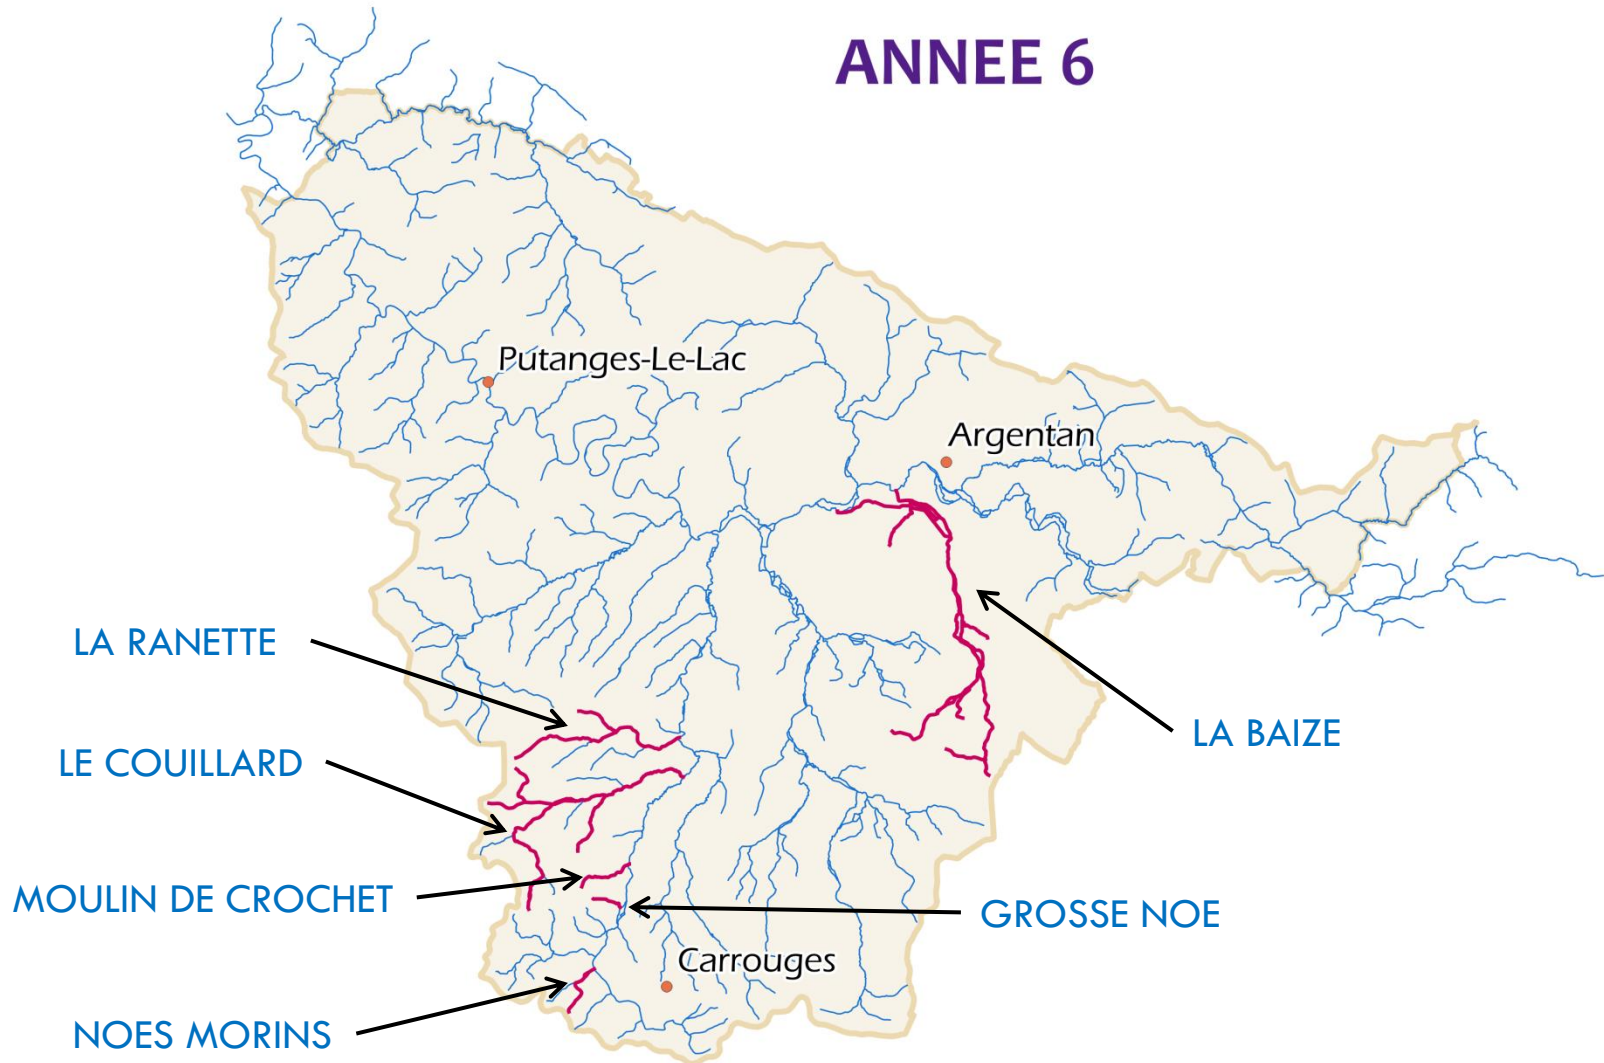 ANNEE 6
Putanges-Le-Lac
Argentan
LA RANETTE
LA BAIZE
LE COUILLARD
MOULIN DE CROCHET
GROSSE NOE
Carrouges
NOES MORINS